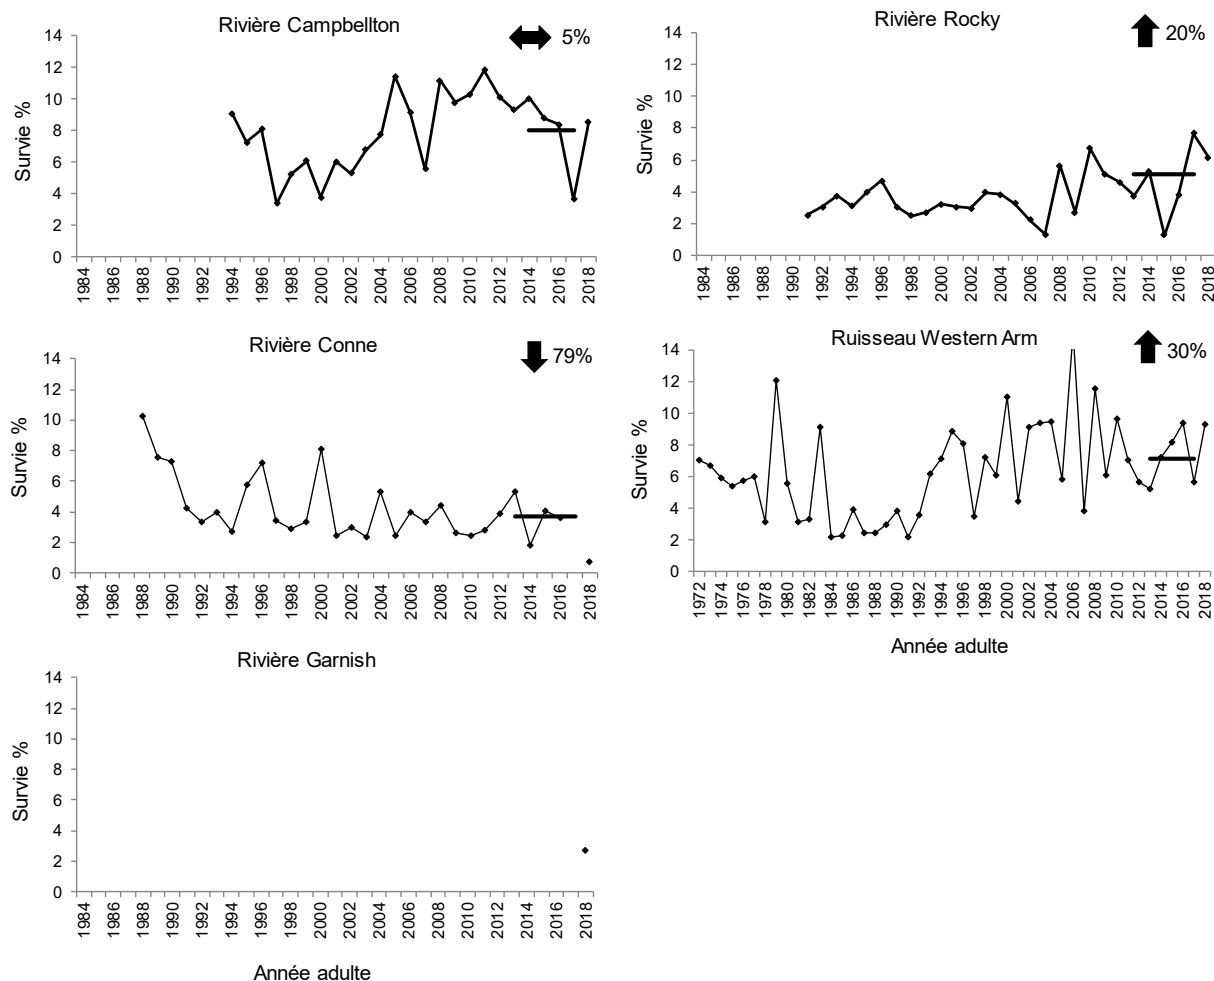 Rivière Campbellton
5%
Survie %
14
12
10
8
6
4
2
0
1984 1986 1988 1990 1992 1994 1996 1998 2000 2002 2004 2006 2008 2010 2012 2014 2016 2018
Rivière Rocky
20%
Survie %
14
12
10
8
6
4
2
0
1984 1986 1988 1990 1992 1994 1996 1998 2000 2002 2004 2006 2008 2010 2012 2014 2016 2018
Rivière Conne
79%
Survie %
14
12
10
8
6
4
2
0
1984 1986 1988 1990 1992 1994 1996 1998 2000 2002 2004 2006 2008 2010 2012 2014 2016 2018
Ruisseau Western Arm
30%
Survie %
14
12
10
8
6
4
2
0
1972 1974 1976 1978 1980 1982 1984 1986 1988 1990 1992 1994 1996 1998 2000 2002 2004 2006 2008 2010 2012 2014 2016 2018
Année adulte
Rivière Garnish
Survie %
14
12
10
8
6
4
2
0
1984 1986 1988 1990 1992 1994 1996 1998 2000 2002 2004 2006 2008 2010 2012 2014 2016 2018
Année adulte